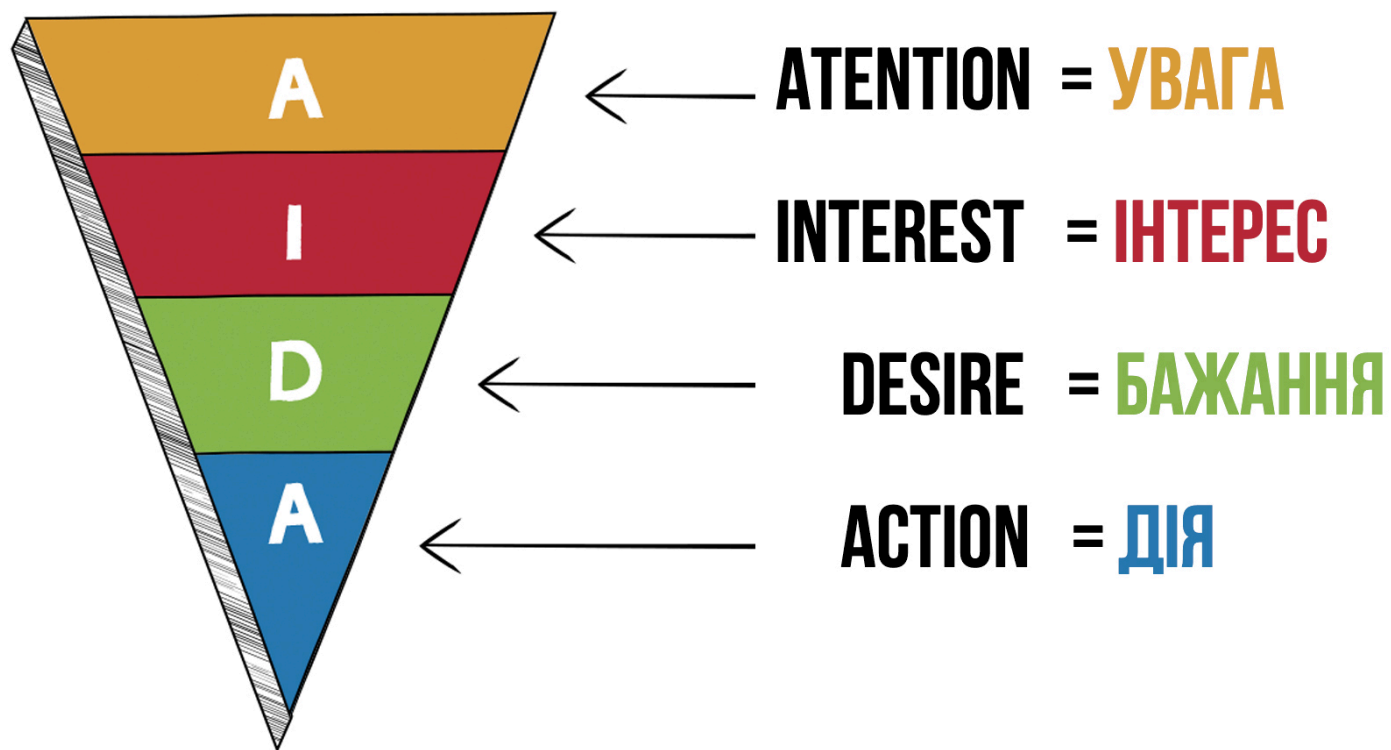 A
ATENTION = УВАГА
I
INTEREST = ІНТЕРЕС
D
DESIRE = БАЖАННЯ
A
ACTION = ДІЯ